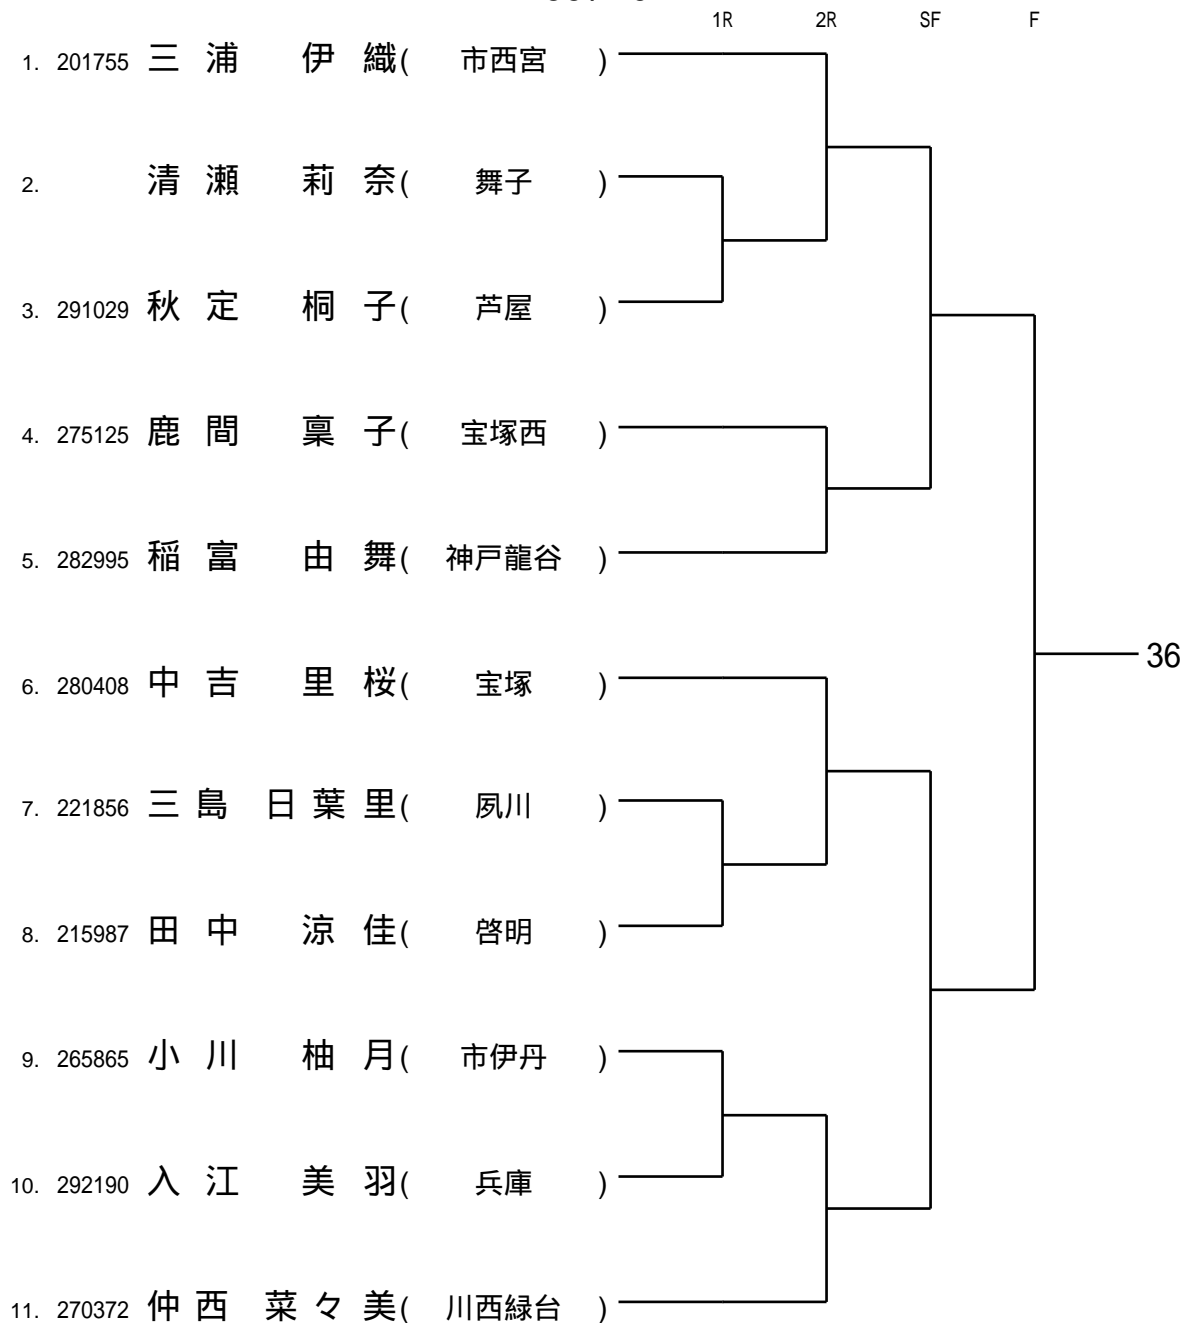 1R 2R SF F
1. 201755 三 浦 伊 織( 市西宮 )
2. 清 瀬 莉 奈( 舞子 )
3. 291029 秋 定 桐 子( 芦屋 )
4. 275125 鹿 間 稟 子( 宝塚西 )
5. 282995 稲 富 由 舞( 神戸龍谷 )
36
6. 280408 中 吉 里 桜( 宝塚 )
7. 221856 三 島 日 葉 里( 夙川 )
8. 215987 田 中 涼 佳( 啓明 )
9. 265865 小 川 柚 月( 市伊丹 )
10. 292190 入 江 美 羽( 兵庫 )
11. 270372 仲 西 菜 々 美( 川西緑台 )